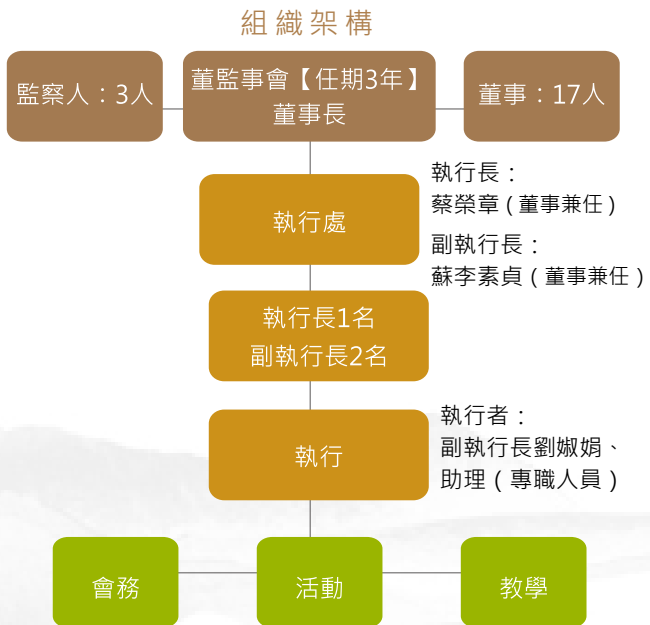 組織架構
監察人：3人
董監事會【任期3年】
董事長
董事：17人
執行處
執行長：
蔡榮章（董事兼任）
副執行長：
蘇李素貞（董事兼任）
執行長1名
副執行長2名
執行
執行者：
副執行長劉淑娟、
助理（專職人員）
會務
活動
教學